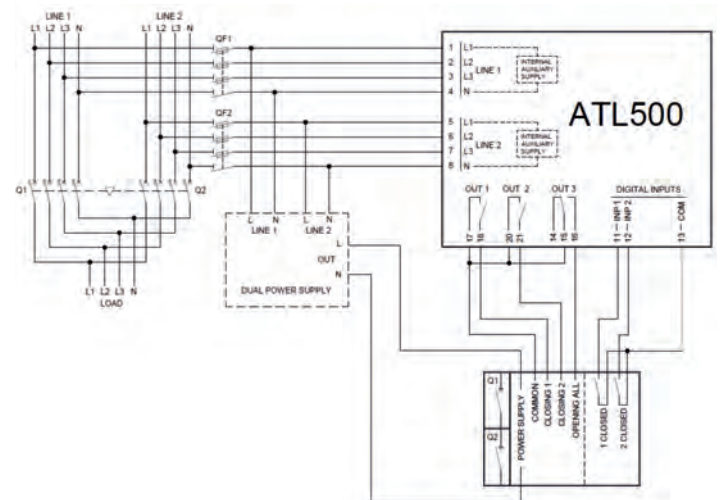 LINE 1 LINE 2
L1 L2 L3 N L1 L2 L3 N
QF1
QF2
1 L1
2 L2
3 L3
4 N
LINE 1
INTERNAL AUXILIARY SUPPLY
5 L1
6 L2
7 L3
8 N
LINE 2
INTERNAL AUXILIARY SUPPLY
ATL500
OUT 1 OUT 2 OUT 3 DIGITAL INPUTS
17 18 20 21 14 15 16 11 INP 1 12 INP 2 13 COM
Q1 Q2
L1 L2 L3 N
LOAD
L N L N
LINE 1 LINE 2
L
OUT
N
DUAL POWER SUPPLY
Q1
Q2
POWER SUPPLY
COMMON
CLOSING 1
CLOSING 2
OPENING ALL
1 CLOSED
2 CLOSED